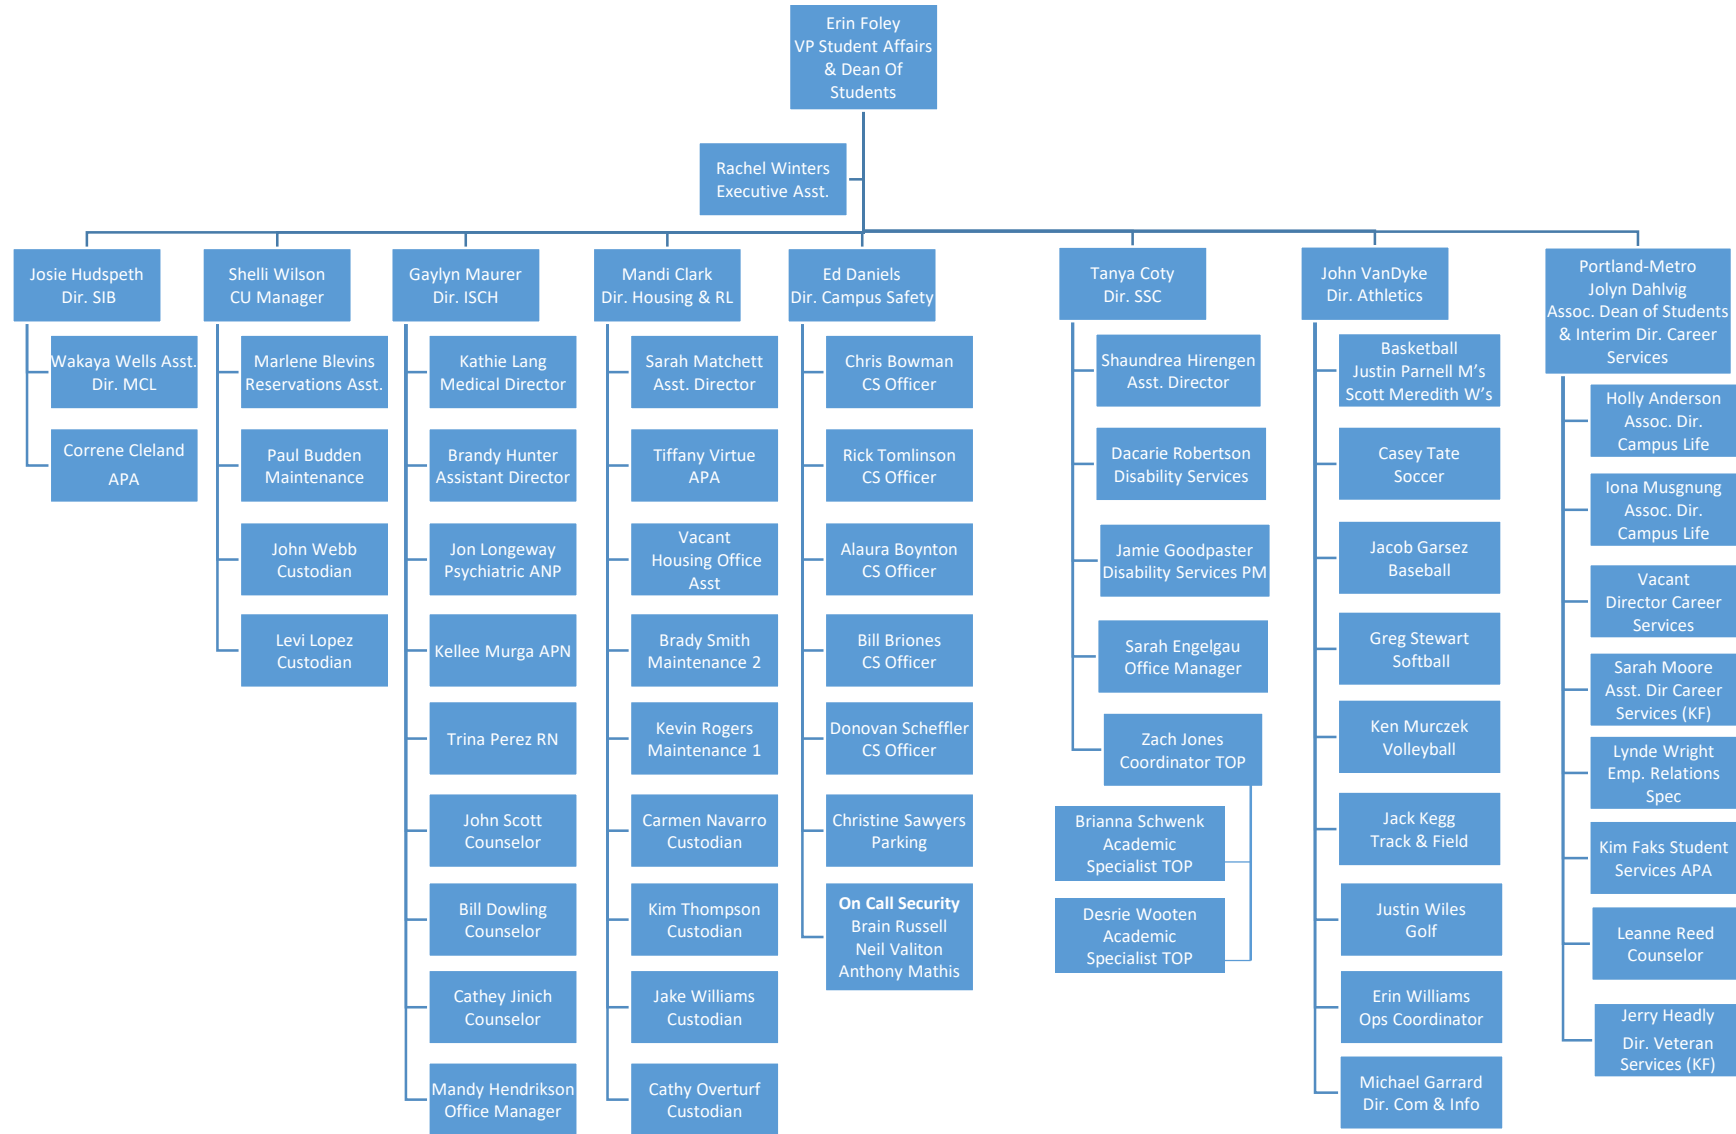 Erin Foley
VP Student Affairs
& Dean Of
Students
Rachel Winters
Executive Asst.
Josie Hudspeth
Dir. SIB
Wakaya Wells Asst.
Dir. MCL
Correne Cleland
APA
Shelli Wilson
CU Manager
Marlene Blevins
Reservations Asst.
Paul Budden
Maintenance
John Webb
Custodian
Levi Lopez
Custodian
Gaylyn Maurer
Dir. ISCH
Kathie Lang
Medical Director
Brandy Hunter
Assistant Director
Jon Longeway
Psychiatric ANP
Kellee Murga APN
Trina Perez RN
John Scott
Counselor
Bill Dowling
Counselor
Cathey Jinich
Counselor
Mandy Hendrikson
Office Manager
Mandi Clark
Dir. Housing & RL
Sarah Matchett
Asst. Director
Tiffany Virtue
APA
Vacant
Housing Office
Asst
Brady Smith
Maintenance 2
Kevin Rogers
Maintenance 1
Carmen Navarro
Custodian
Kim Thompson
Custodian
Jake Williams
Custodian
Cathy Overturf
Custodian
Ed Daniels
Dir. Campus Safety
Chris Bowman
CS Officer
Rick Tomlinson
CS Officer
Alaura Boynton
CS Officer
Bill Briones
CS Officer
Donovan Scheffler
CS Officer
Christine Sawyers
Parking
On Call Security
Brain Russell
Neil Valiton
Anthony Mathis
Tanya Coty
Dir. SSC
Shaundrea Hirengen
Asst. Director
Dacarie Robertson
Disability Services
Jamie Goodpaster
Disability Services PM
Sarah Engelgau
Office Manager
Zach Jones
Coordinator TOP
Brianna Schwenk
Academic
Specialist TOP
Desrie Wooten
Academic
Specialist TOP
John VanDyke
Dir. Athletics
Basketball
Justin Parnell M’s
Scott Meredith W’s
Casey Tate
Soccer
Jacob Garsez
Baseball
Greg Stewart
Softball
Ken Murczek
Volleyball
Jack Kegg
Track & Field
Justin Wiles
Golf
Erin Williams
Ops Coordinator
Michael Garrard
Dir. Com & Info
Portland-Metro
Jolyn Dahlvig
Assoc. Dean of Students
& Interim Dir. Career
Services
Holly Anderson
Assoc. Dir.
Campus Life
Iona Musgnung
Assoc. Dir.
Campus Life
Vacant
Director Career
Services
Sarah Moore
Asst. Dir Career
Services (KF)
Lynde Wright
Emp. Relations
Spec
Kim Faks Student
Services APA
Leanne Reed
Counselor
Jerry Headly
Dir. Veteran
Services (KF)